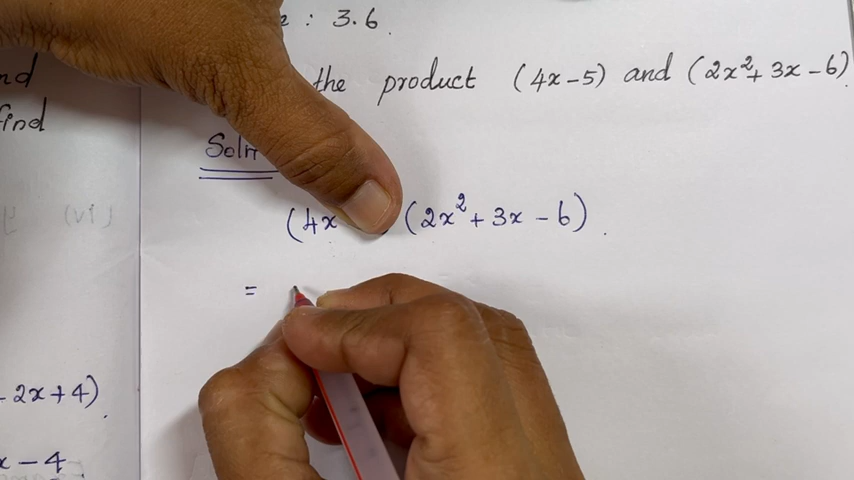 : 3.6
nd the product (4x-5) and (2x²+ 3x - 6)
find
Soln
(4x (2x² + 3x - 6).
(vi)
=
- 2x + 4).
x - 4